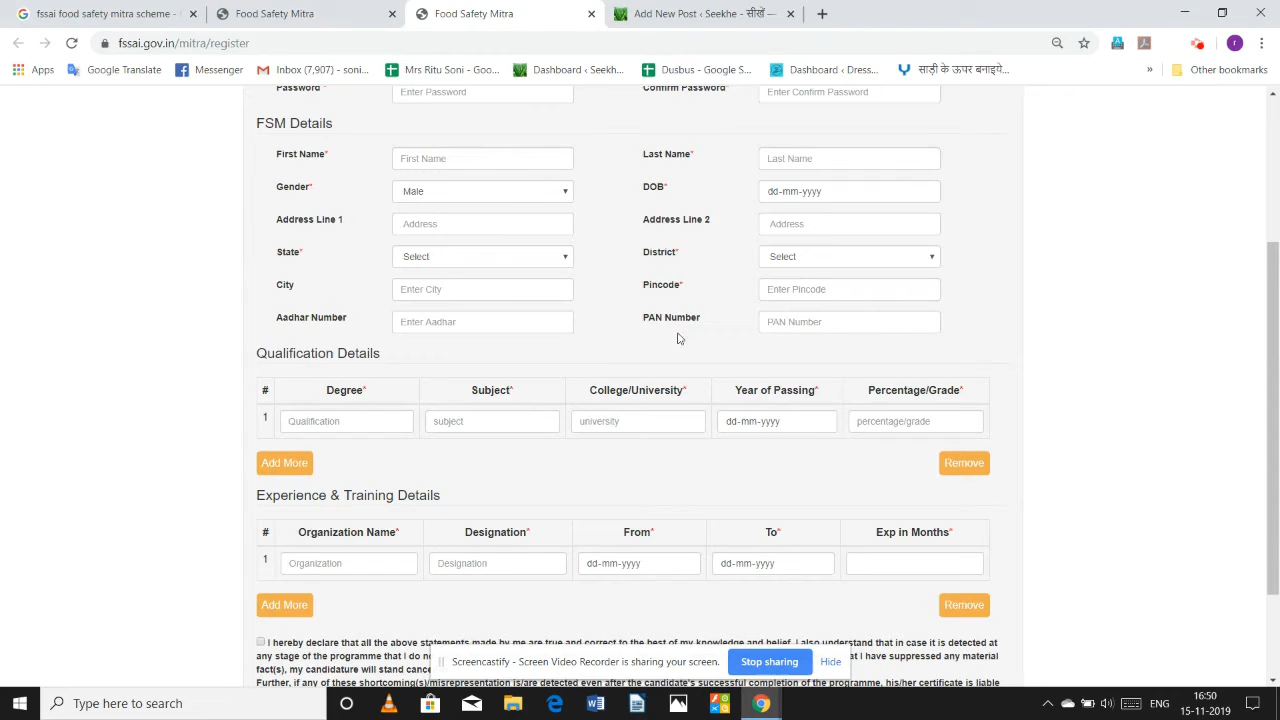 fssai food safety mitra scheme -
Food Safety Mitra
Food Safety Mitra
Add New Post ‹ Seekhe - सीखें —
fssai.gov.in/mitra/register
Apps
Google Translate
Messenger
Inbox (7,907) - soni...
Mrs Ritu Soni - Goo...
Dashboard ‹ Seekh...
Dusbus - Google S...
Dashboard ‹ Dress...
साड़ी के ऊपर बनाइये...
»
Other bookmarks
Password*
Enter Password
Confirm Password*
Enter Confirm Password
FSM Details
First Name*
First Name
Last Name*
Last Name
Gender*
Male
DOB*
dd-mm-yyyy
Address Line 1
Address
Address Line 2
Address
State*
Select
District*
Select
City
Enter City
Pincode*
Enter Pincode
Aadhar Number
Enter Aadhar
PAN Number
PAN Number
Qualification Details
# Degree* Subject* College/University* Year of Passing* Percentage/Grade*
1 Qualification subject university dd-mm-yyyy percentage/grade
Add More
Remove
Experience & Training Details
# Organization Name* Designation* From* To* Exp in Months*
1 Organization Designation dd-mm-yyyy dd-mm-yyyy
Add More
Remove
I hereby declare that all the above statements made by me are true and correct to the best of my knowledge and belief. I also understand that in case it is detected at
any stage of the programme that I do n
t I have suppressed any material
fact(s), my candidature will stand canc
Further, if any of these shortcoming(s)/misrepresentation is/are detected even after the candidate's successful completion of the programme, his/her certificate is liable
Screencastify - Screen Video Recorder is sharing your screen.
Stop sharing
Hide
Type here to search
ENG
16:50
15-11-2019